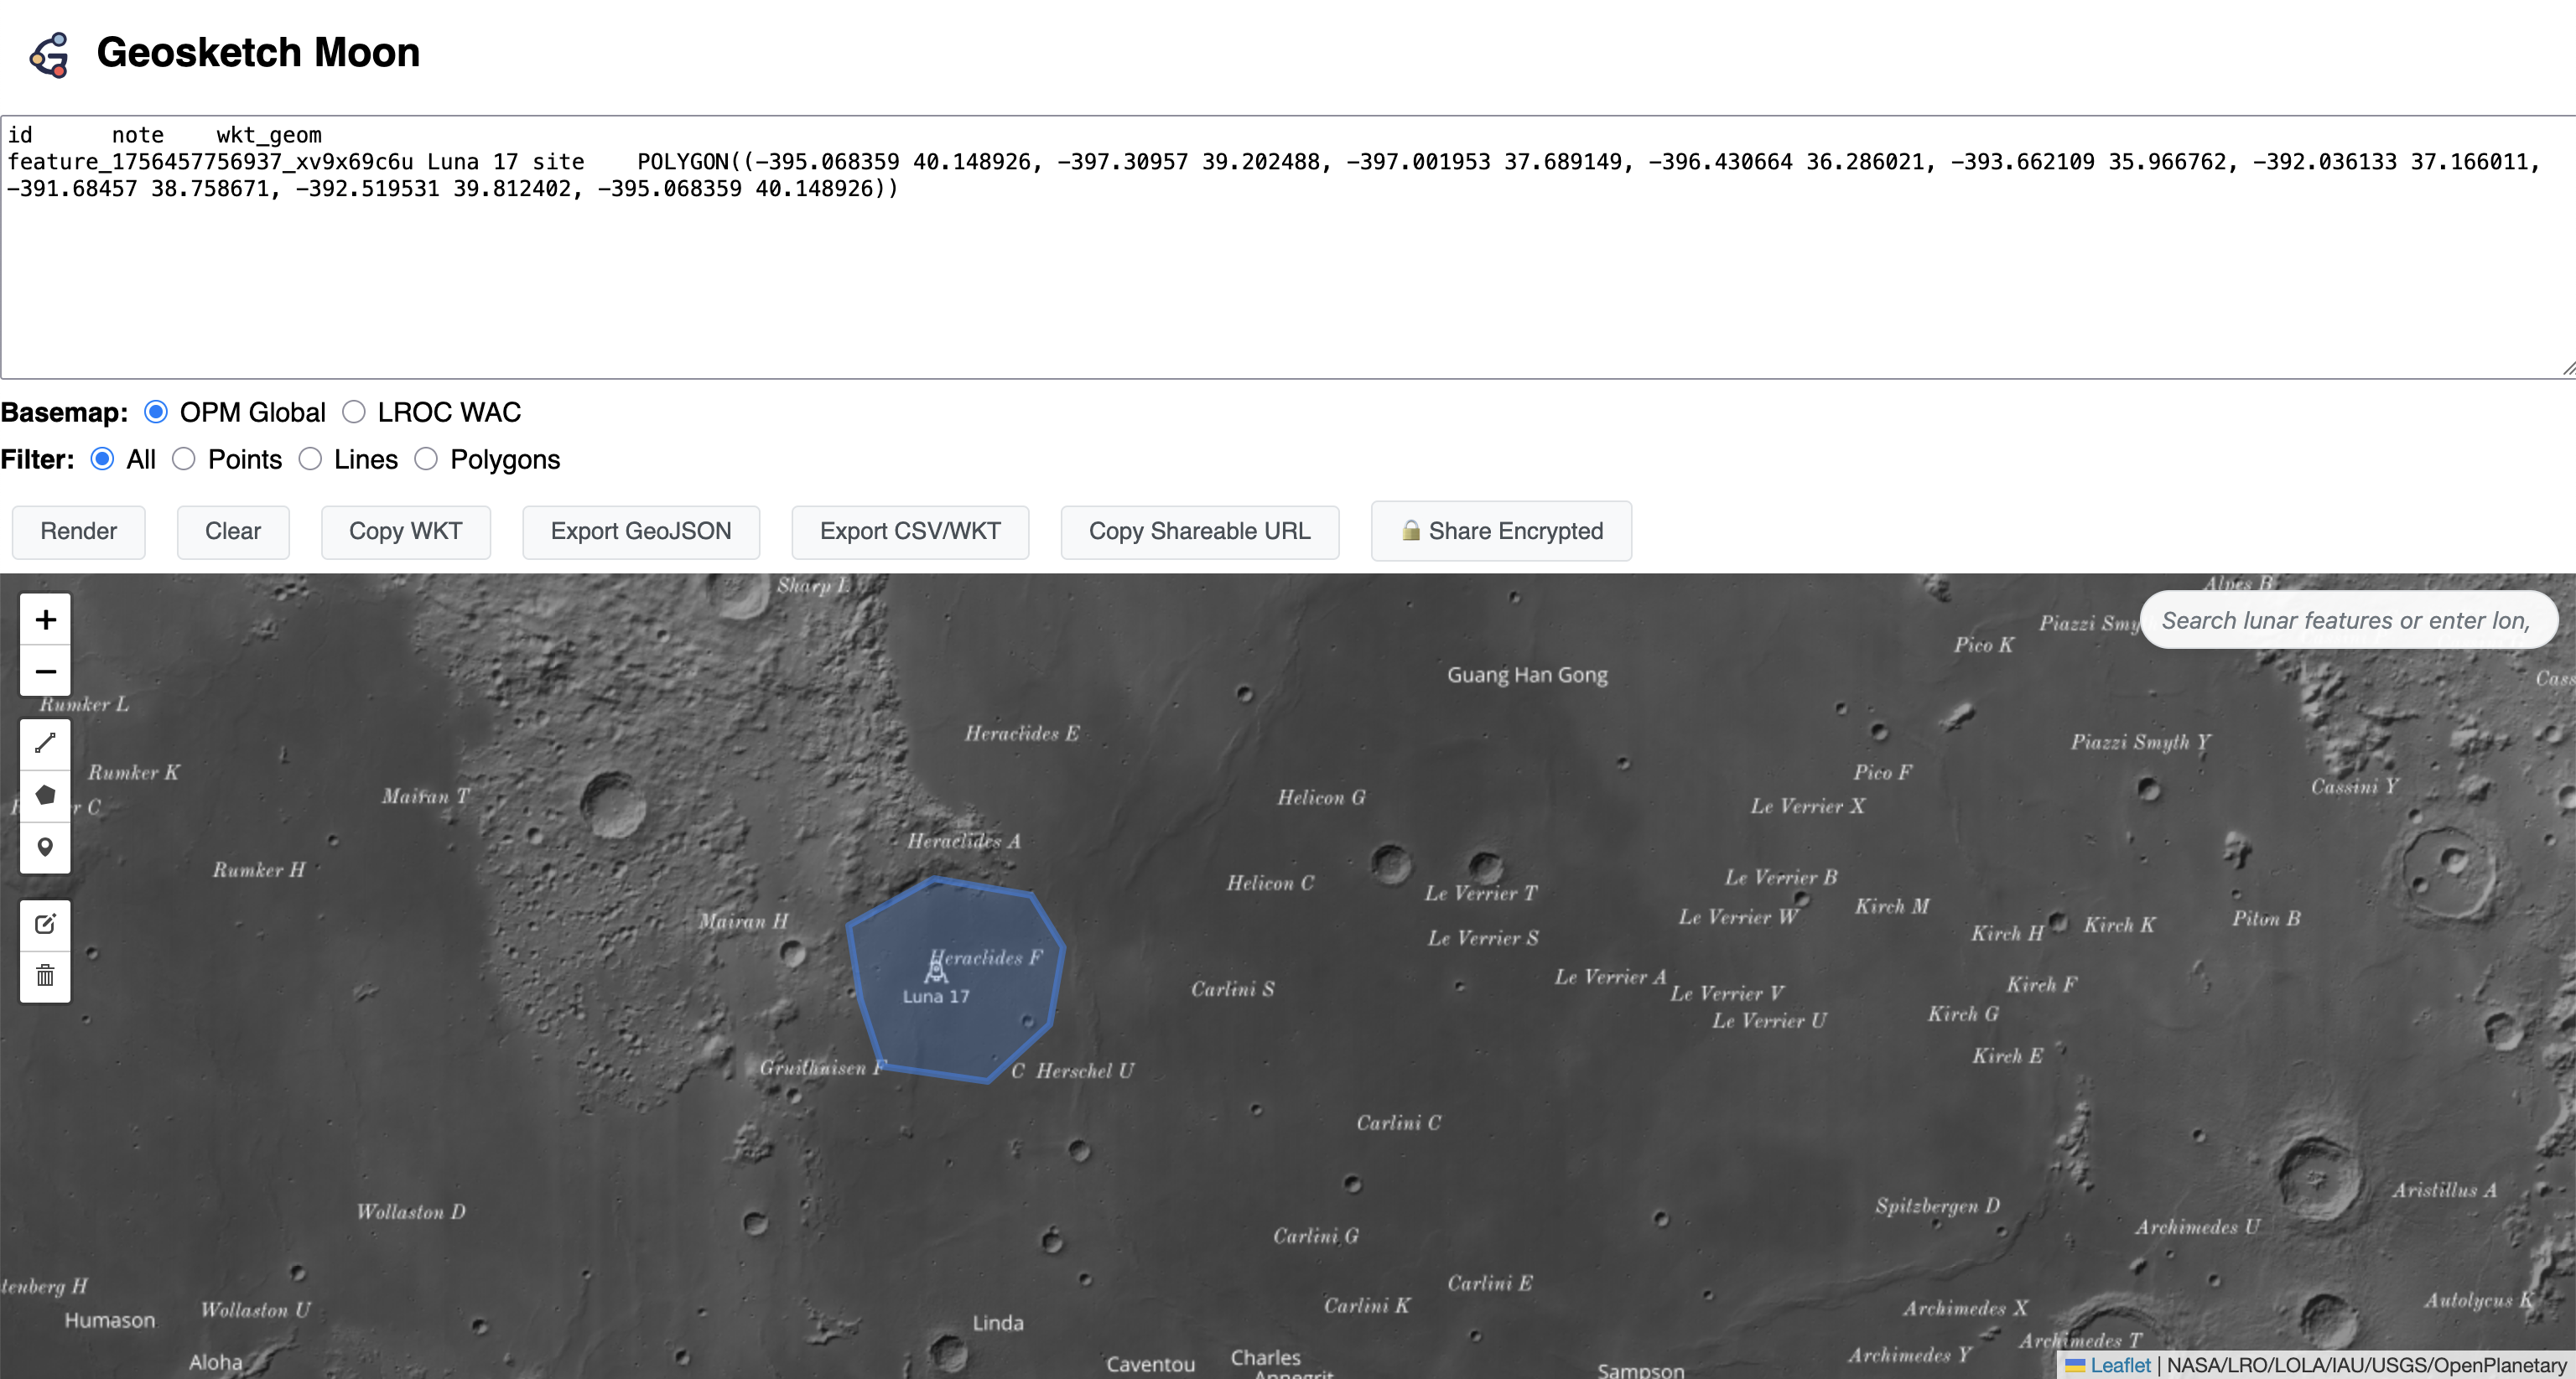 Geosketch Moon
id note wkt_geom
feature_1756457756937_xv9x69c6u Luna 17 site POLYGON((-395.068359 40.148926, -397.30957 39.202488, -397.001953 37.689149, -396.430664 36.286021, -393.662109 35.966762, -392.036133 37.166011,
-391.68457 38.758671, -392.519531 39.812402, -395.068359 40.148926))
Basemap: OPM Global LROC WAC
Filter: All Points Lines Polygons
Render Clear Copy WKT Export GeoJSON Export CSV/WKT Copy Shareable URL Share Encrypted
Sharp L
Alpes B
+
Search lunar features or enter lon,
Piazzi Smy
Pico K
−
Guang Han Gong
Cass
Rumker L
Heraclides E
Piazzi Smyth Y
Rumker K
Pico F
Cassini Y
Mairan T
Helicon G
Le Verrier X
r C
Heraclides A
Rumker H
Helicon C
Le Verrier T
Le Verrier B
Kirch M
Mairan H
Le Verrier W
Kirch H
Kirch K
Piton B
Le Verrier S
Heraclides F
Luna 17
Carlini S
Le Verrier A
Le Verrier V
Kirch F
Le Verrier U
Kirch G
Kirch E
Gruithuisen F
C Herschel U
Carlini C
Wollaston D
Spitzbergen D
Aristillus A
Archimedes U
Carlini G
tenberg H
Carlini E
Humason
Wollaston U
Linda
Carlini K
Archimedes X
Autolycus K
Archimedes T
Aloha
Caventou
Charles
Archimedes Y
Sampson
Leaflet | NASA/LRO/LOLA/IAU/USGS/OpenPlanetary